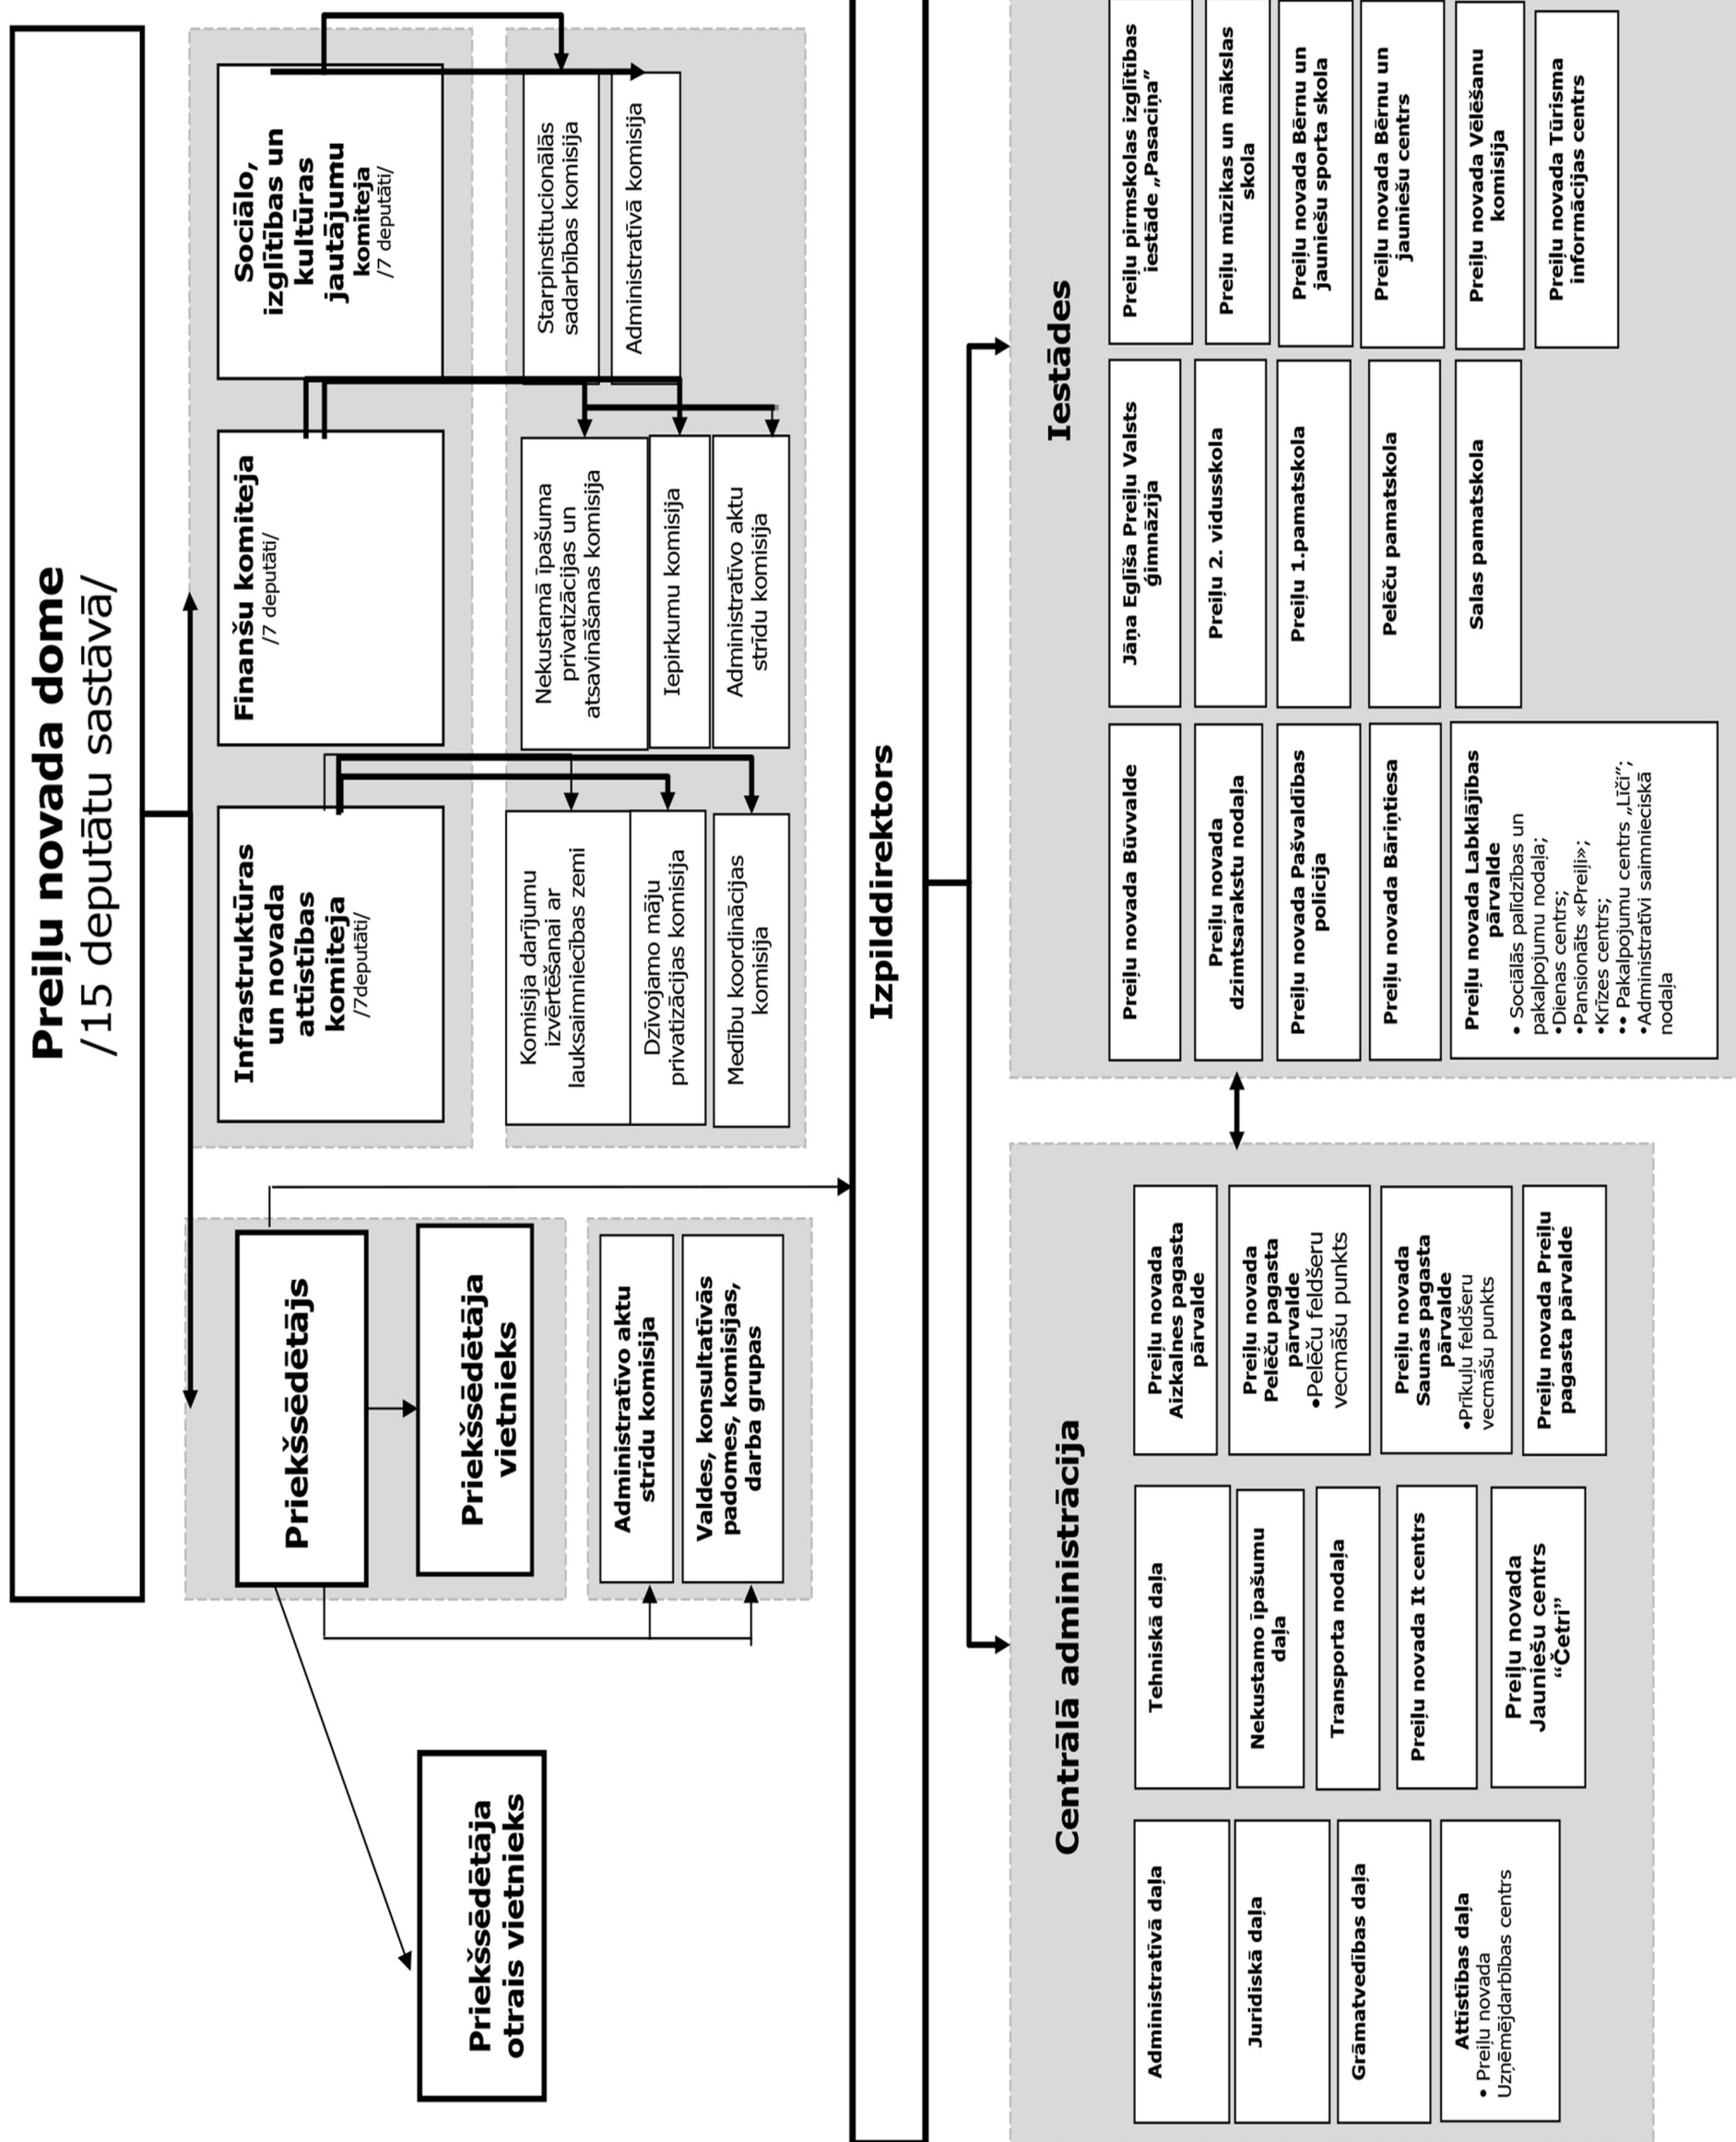 Preiļu novada dome
/15 deputātu sastāvā/
Priekšsēdētājs
Priekšsēdētāja
vietnieks
Priekšsēdētāja
otrais vietnieks
Administratīvo aktu
strīdu komisija
Valdes, konsultatīvās
padomes, komisijas,
darba grupas
Infrastruktūras
un novada
attīstības
komiteja
/7deputāti/
Finanšu komiteja
/7 deputāti/
Sociālo,
izglītības un
kultūras
jautājumu
komiteja
/7 deputāti/
Komisija darījumu
izvērtēšanai ar
lauksaimniecības zemi
Dzīvojamo māju
privatizācijas komisija
Medību koordinācijas
komisija
Nekustamā īpašuma
privatizācijas un
atsavināšanas komisija
Iepirkumu komisija
Administratīvo aktu
strīdu komisija
Starpinstitucionālās
sadarbības komisija
Administratīvā komisija
Izpilddirektors
Centrālā administrācija
Administratīvā daļa
Juridiskā daļa
Grāmatvedības daļa
Attīstības daļa
• Preiļu novada
Uzņēmējdarbības centrs
Tehniskā daļa
Nekustamo īpašumu
daļa
Transporta nodaļa
Preiļu novada It centrs
Preiļu novada
Jauniešu centrs
“Četri”
Preiļu novada
Aizkalnes pagasta
pārvalde
Preiļu novada
Pelēču pagasta
pārvalde
•Pelēču feldšeru
vecmāšu punkts
Preiļu novada
Saunas pagasta
pārvalde
•Prīkuļu feldšeru
vecmāšu punkts
Preiļu novada Preiļu
pagasta pārvalde
Iestādes
Preiļu novada Būvvalde
Preiļu novada
dzimtsarakstu nodaļa
Preiļu novada Pašvaldības
policija
Preiļu novada Bāriņtiesa
Preiļu novada Labklājības
pārvalde
• Sociālās palīdzības un
pakalpojumu nodaļa;
•Dienas centrs;
•Pansionāts «Preiļi»;
•Krīzes centrs;
•• Pakalpojumu centrs „Līči”;
•Administratīvi saimnieciskā
nodaļa
Jāņa Eglīša Preiļu Valsts
ģimnāzija
Preiļu 2. vidusskola
Preiļu 1.pamatskola
Pelēču pamatskola
Salas pamatskola
Preiļu pirmskolas izglītības
iestāde „Pasaciņa”
Preiļu mūzikas un mākslas
skola
Preiļu novada Bērnu un
jauniešu sporta skola
Preiļu novada Bērnu un
jauniešu centrs
Preiļu novada Vēlēšanu
komisija
Preiļu novada Tūrisma
informācijas centrs